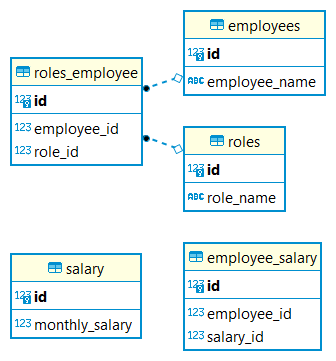 employees
123 id
ABC employee_name
roles_employee
123 id
123 employee_id
123 role_id
roles
123 id
ABC role_name
salary
123 id
123 monthly_salary
employee_salary
123 id
123 employee_id
123 salary_id